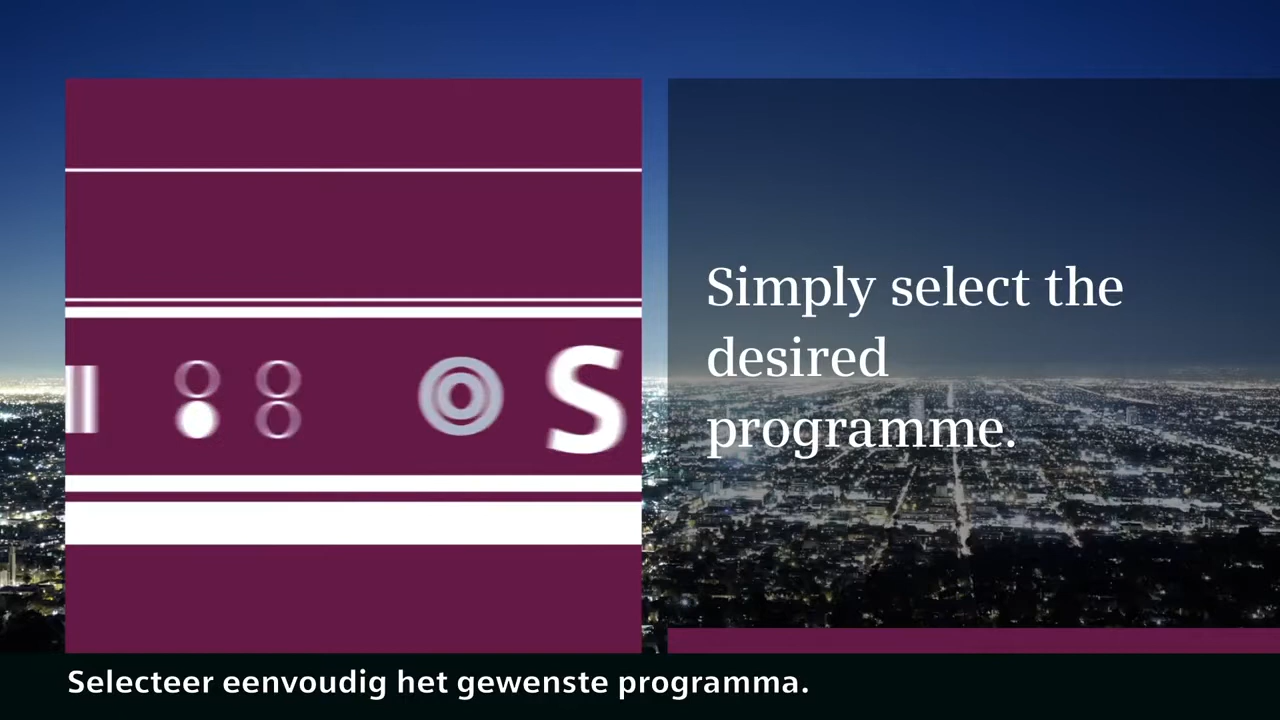 S
Simply select the
desired
programme.
Selecteer eenvoudig het gewenste programma.